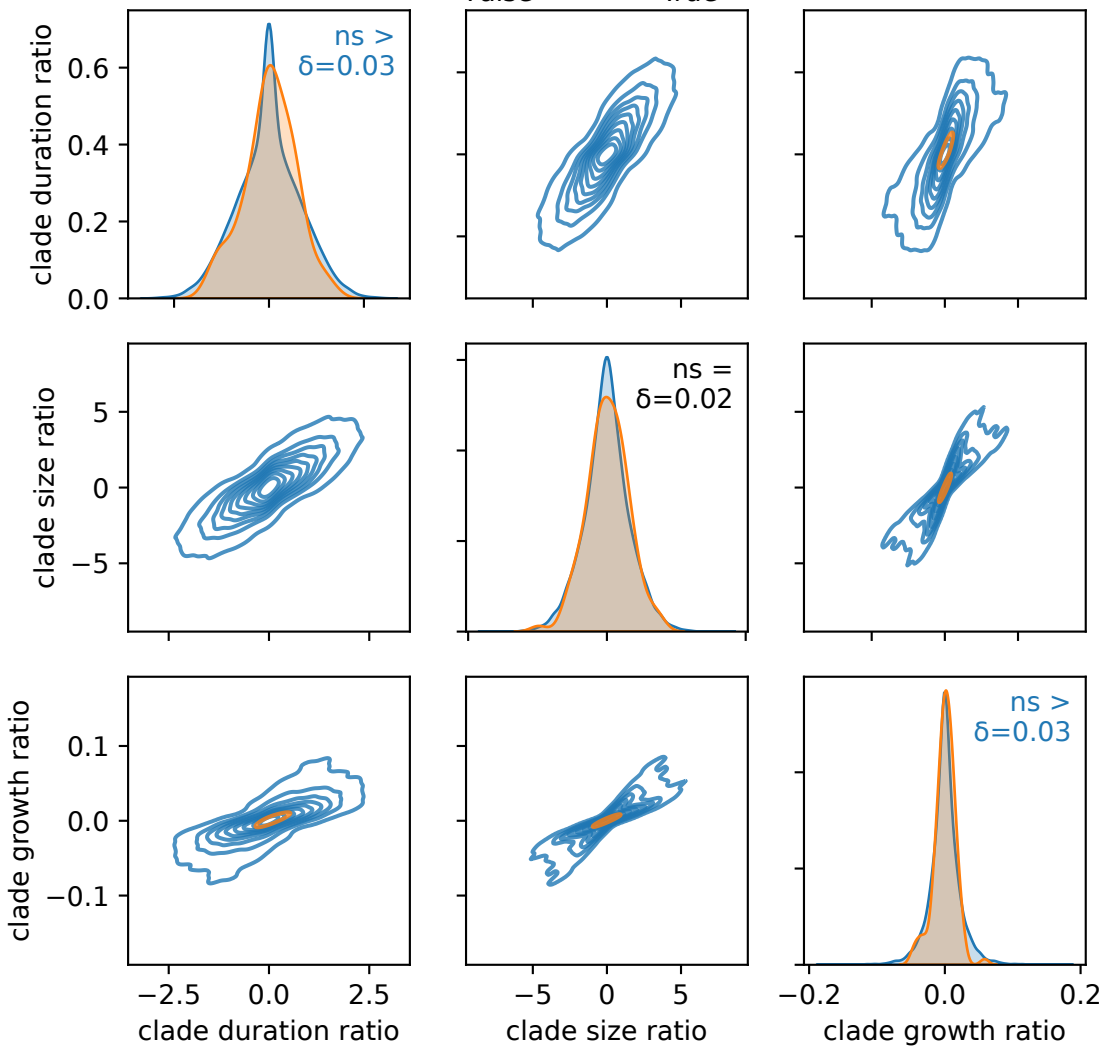 clade duration ratio
0.6
0.4
0.2
0.0
ns >
δ=0.03
clade size ratio
5
0
−5
ns =
δ=0.02
clade growth ratio
0.1
0.0
−0.1
ns >
δ=0.03
−2.5 0.0 2.5
−5 0 5
−0.2 0.0 0.2
clade duration ratio
clade size ratio
clade growth ratio